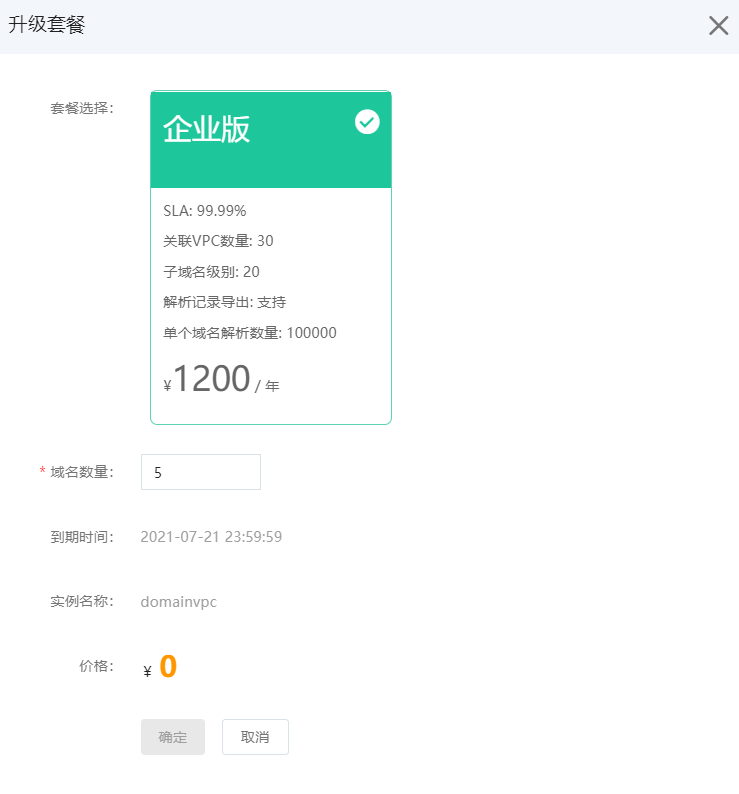 升级套餐
套餐选择:
企业版
SLA: 99.99%
关联VPC数量: 30
子域名级别: 20
解析记录导出: 支持
单个域名解析数量: 100000
¥1200 / 年
* 域名数量: 5
到期时间: 2021-07-21 23:59:59
实例名称: domainvpc
价格: ¥ 0
确定 取消